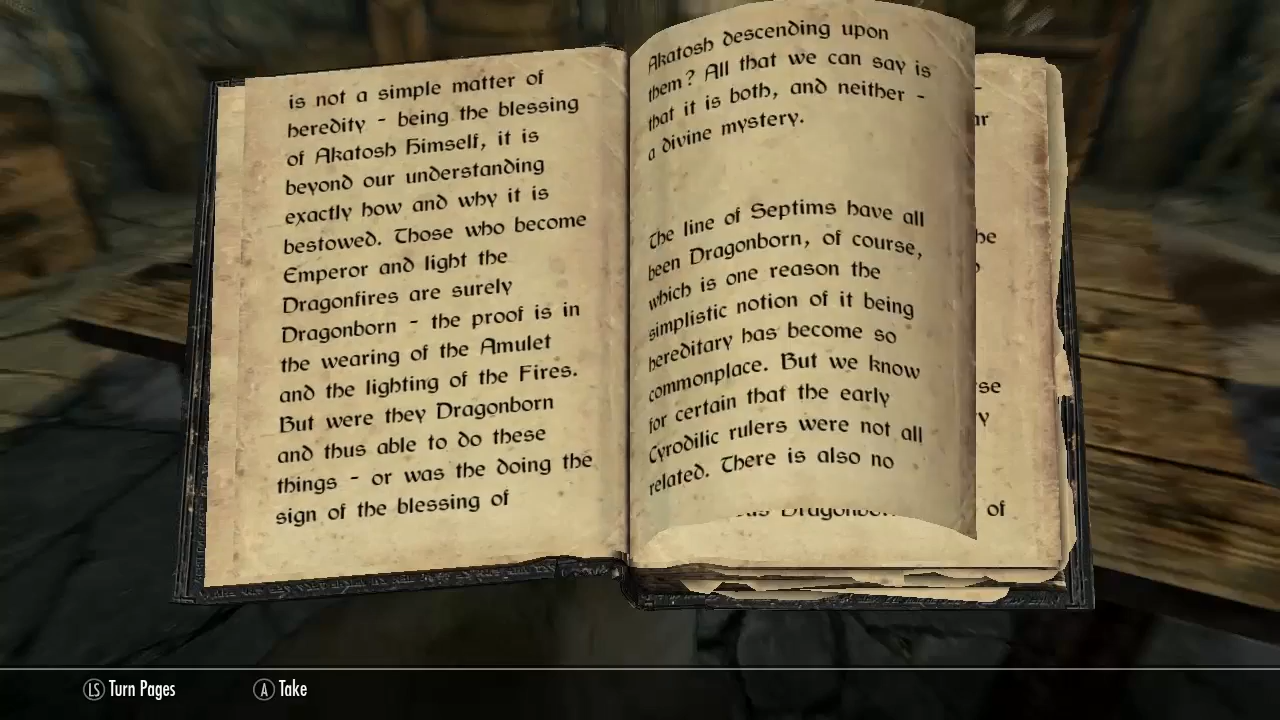 is not a simple matter of
heredity - being the blessing
of Akatosh Himself, it is
beyond our understanding
exactly how and why it is
bestowed. Those who become
Emperor and light the
Dragonfires are surely
Dragonborn - the proof is in
the wearing of the Amulet
and the lighting of the Fires.
But were they Dragonborn
and thus able to do these
things - or was the doing the
sign of the blessing of
Akatosh descending upon
them? All that we can say is
that it is both, and neither -
a divine mystery.
The line of Septims have all
been Dragonborn, of course,
which is one reason the
simplistic notion of it being
hereditary has become so
commonplace. But we know
for certain that the early
Cyrodilic rulers were not all
related. There is also no
of
LS Turn Pages
A Take